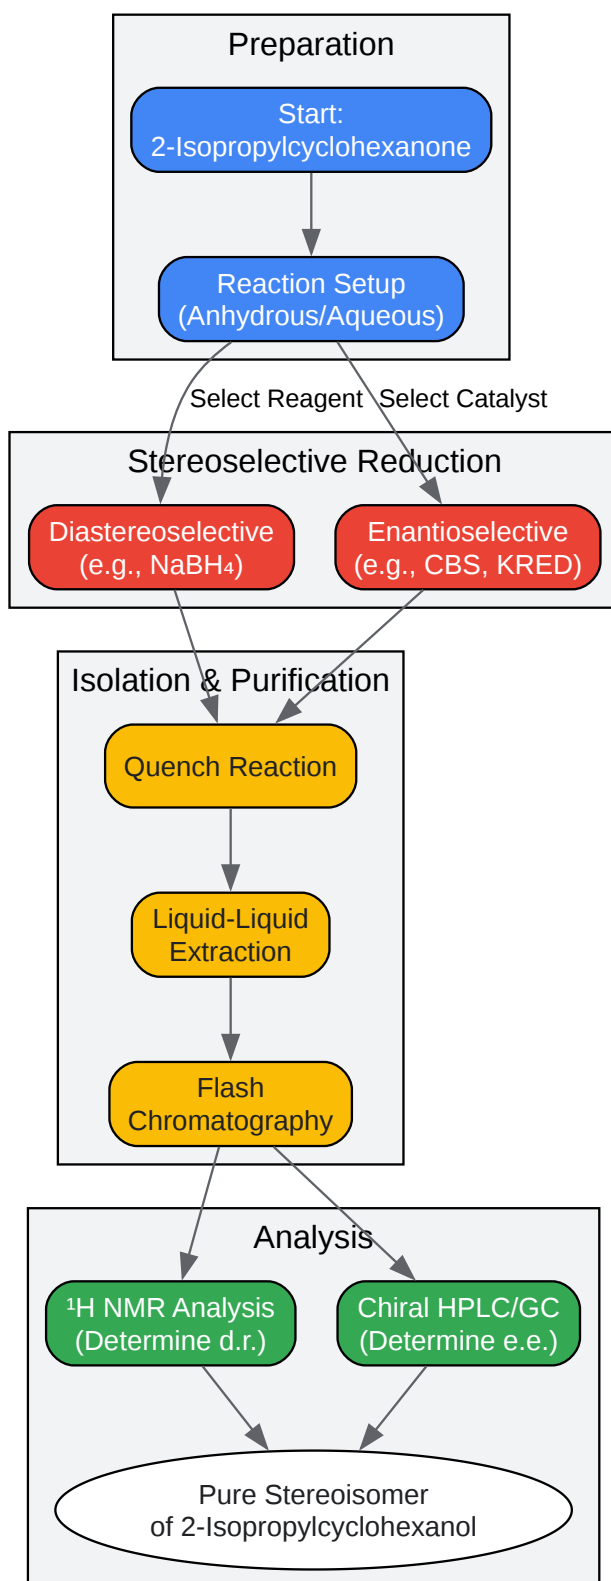 Preparation
Start:
2-Isopropylcyclohexanone
Reaction Setup
(Anhydrous/Aqueous)
Select Reagent
Select Catalyst
Stereoselective Reduction
Diastereoselective
(e.g., NaBH₄)
Enantioselective
(e.g., CBS, KRED)
Isolation & Purification
Quench Reaction
Liquid-Liquid
Extraction
Flash
Chromatography
Analysis
¹H NMR Analysis
(Determine d.r.)
Chiral HPLC/GC
(Determine e.e.)
Pure Stereoisomer
of 2-Isopropylcyclohexanol